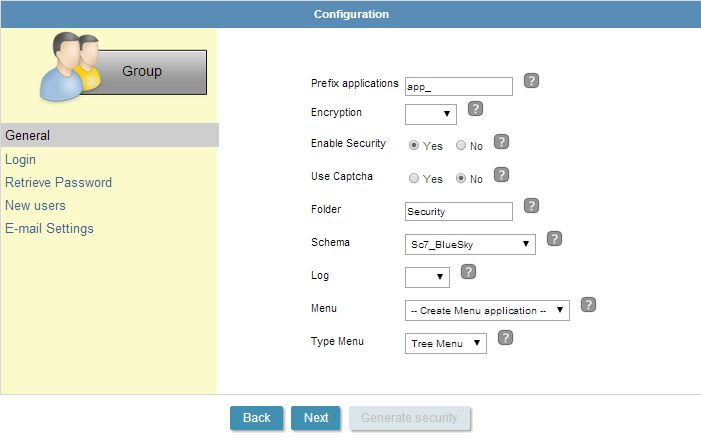 Configuration
Group
General
Login
Retrieve Password
New users
E-mail Settings
Prefix applications app_ ?
Encryption ?
Enable Security Yes No ?
Use Captcha Yes No ?
Folder Security ?
Schema Sc7_BlueSky ?
Log ?
Menu -- Create Menu application -- ?
Type Menu Tree Menu ?
Back Next Generate security